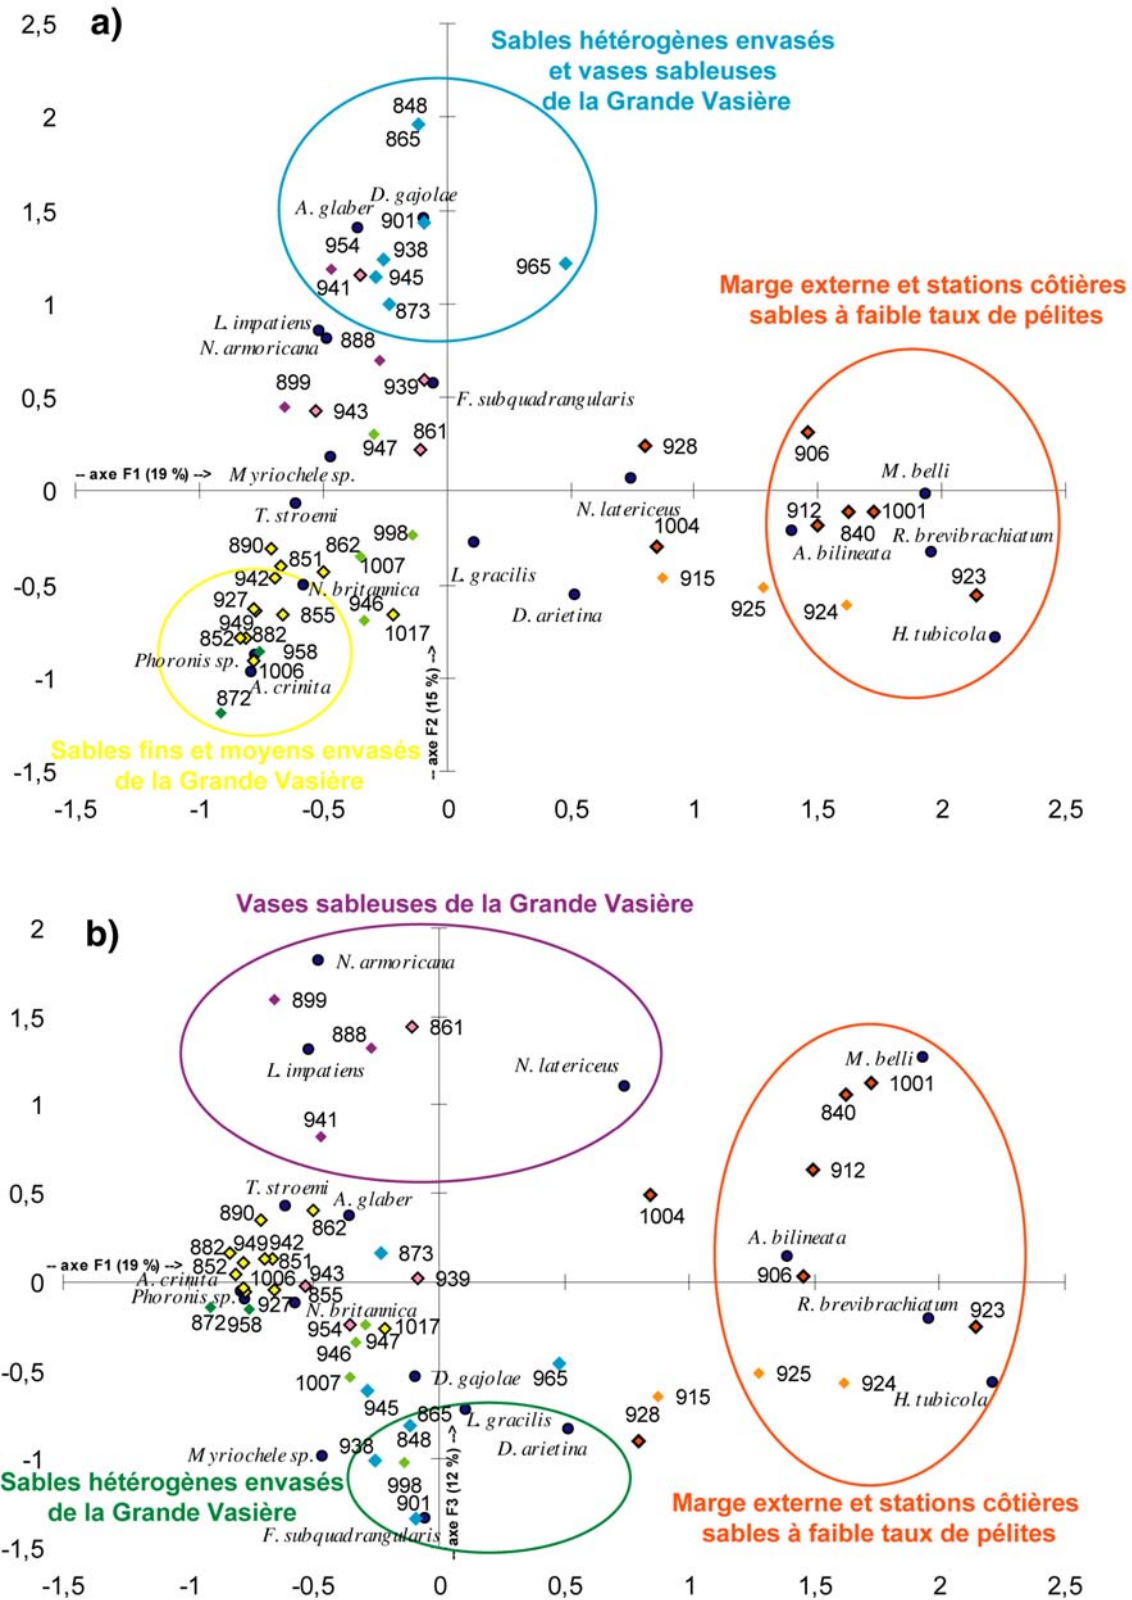 a)
2,5
Sables hétérogènes envasés
et vases sableuses
de la Grande Vasière
848
2
865
D. gajolae
A. glaber
1,5
901
954
938
965
945
941
Marge externe et stations côtières
sables à faible taux de pélites
1
873
L. impatiens
N. armoricana
888
899
939
0,5
F. subquadrangularis
943
861
947
928
906
-- axe F1 (19 %) -->
Myriochele sp.
M. belli
0
T. stroemi
N. latericeus
912
1001
840
R. brevibrachiatum
1004
998
890
862
851
1007
A. bilineata
L. gracilis
942
915
923
-0,5
N. britannica
927
946
925
924
D. arietina
855
949
1017
852
882
H. tubicola
958
Phoronis sp.
1006
-1
A. crinita
872
-- axe F2 (15 %) -->
Sables fins et moyens envasés
de la Grande Vasière
-1,5
-1,5
-1
-0,5
0
0,5
1
1,5
2
2,5
Vases sableuses de la Grande Vasière
b)
2
N. armoricana
899
1,5
861
888
M. belli
L. impatiens
N. latericeus
1001
840
1
941
912
T. stroemi
0,5
A. glaber
890
862
1004
A. bilineata
882
949
942
873
852
851
-- axe F1 (19 %) -->
943
939
906
0
A. crinita
1006
855
Phoronis sp.
927
N. britannica
R. brevibrachiatum
923
872
958
954
1017
947
946
-0,5
1007
D. gajolae
965
925
924
915
H. tubicola
945
865
L. gracilis
928
848
938
D. arietina
-1
Myriochele sp.
Sables hétérogènes envasés
de la Grande Vasière
998
901
Marge externe et stations côtières
sables à faible taux de pélites
F. subquadrangularis
-- axe F3 (12 %) -->
-1,5
-1,5
-1
-0,5
0
0,5
1
1,5
2
2,5